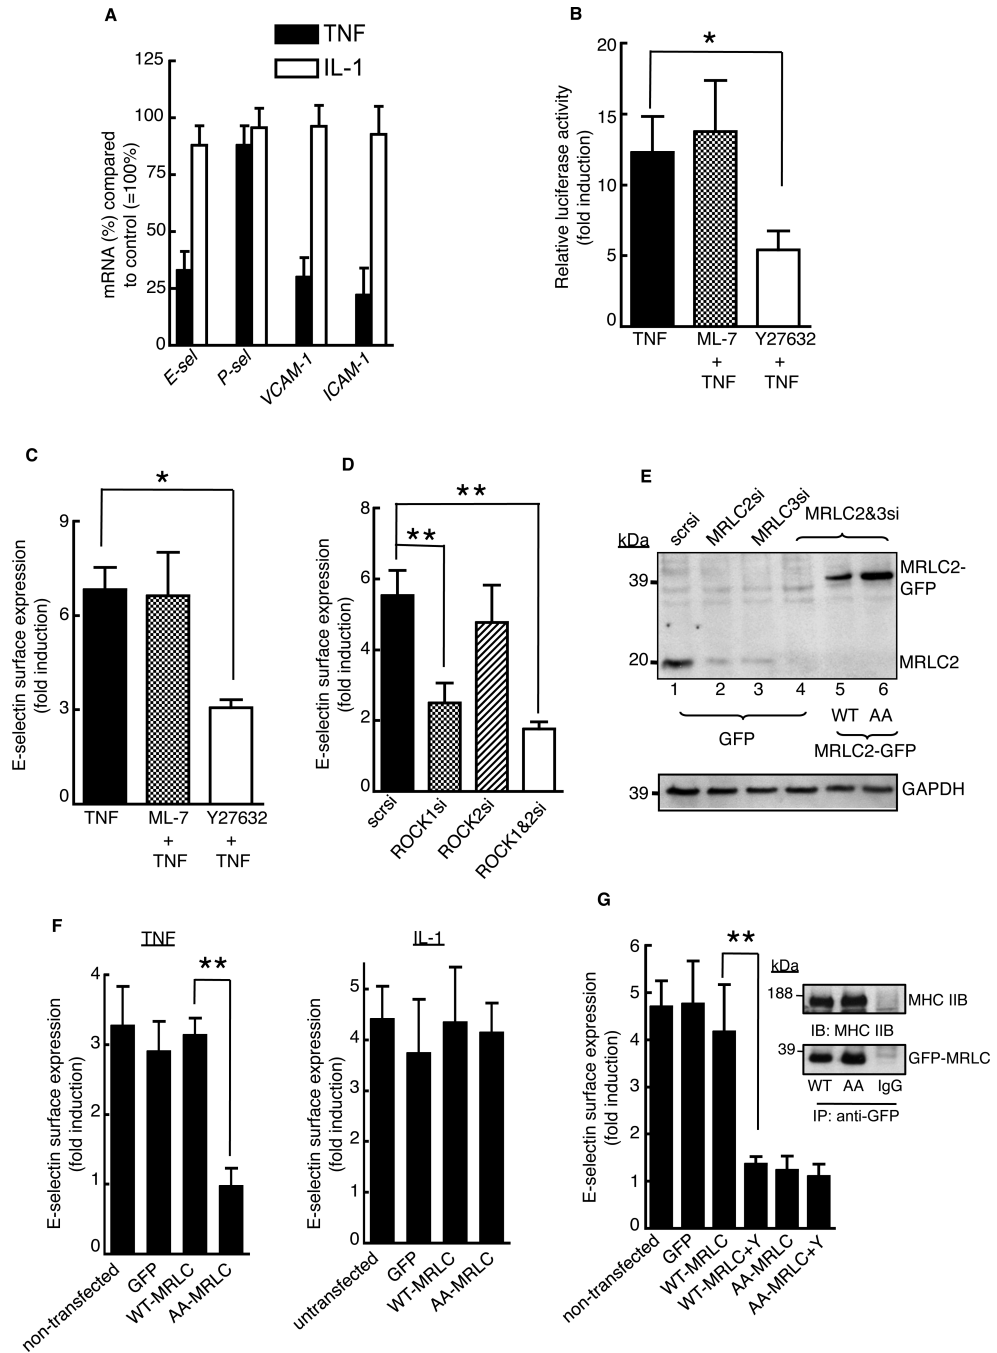 A
TNF
IL-1
mRNA (%) compared
to control (=100%)
125
100
75
50
25
0
E-sel
P-sel
VCAM-1
ICAM-1
B
*
Relative luciferase activity
(fold induction)
20
15
10
5
0
TNF
ML-7
+
TNF
Y27632
+
TNF
C
*
E-selectin surface expression
(fold induction)
9
6
3
0
TNF
ML-7
+
TNF
Y27632
+
TNF
D
**
**
E-selectin surface expression
(fold induction)
8
6
4
2
0
scrsi
ROCK1si
ROCK2si
ROCK1&2si
E
kDa
scrsi
MRLC2si
MRLC3si
MRLC2&3si
39
20
MRLC2-
GFP
MRLC2
1 2 3 4 5 6
WT AA
GFP
MRLC2-GFP
39
GAPDH
F
TNF
**
E-selectin surface expression
(fold induction)
4
3
2
1
0
non-transfected
GFP
WT-MRLC
AA-MRLC
IL-1
E-selectin surface expression
(fold induction)
5
4
3
2
1
0
untransfected
GFP
WT-MRLC
AA-MRLC
G
**
E-selectin surface expression
(fold induction)
6
5
4
3
2
1
0
non-transfected
GFP
WT-MRLC
WT-MRLC+Y
AA-MRLC
AA-MRLC+Y
kDa
188
MHC IIB
IB: MHC IIB
39
GFP-MRLC
WT AA IgG
IP: anti-GFP